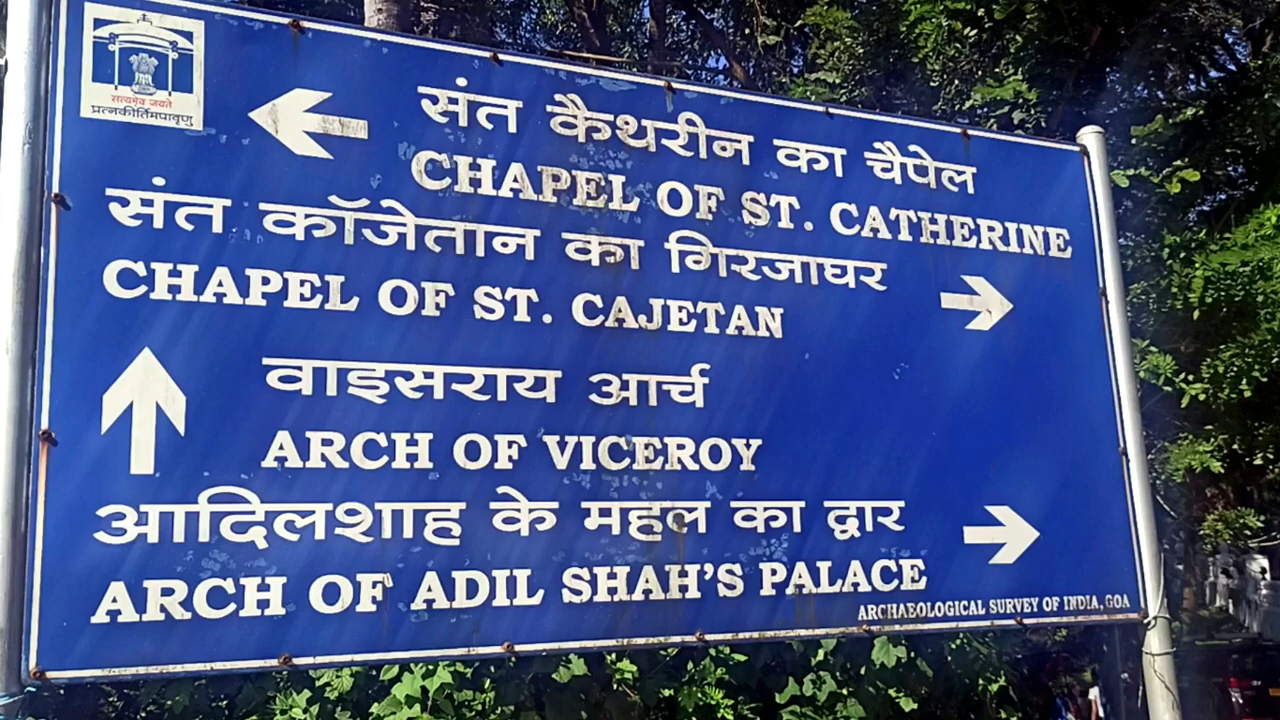 सत्यमेव जयते
प्रत्नकीर्तिमपावृणु
संत कैथरीन का चैपेल
CHAPEL OF ST. CATHERINE
संत कॉजेतान का गिरजाघर
CHAPEL OF ST. CAJETAN
वाइसराय आर्च
ARCH OF VICEROY
आदिलशाह के महल का द्वार
ARCH OF ADIL SHAH'S PALACE
ARCHAEOLOGICAL SURVEY OF INDIA, GOA